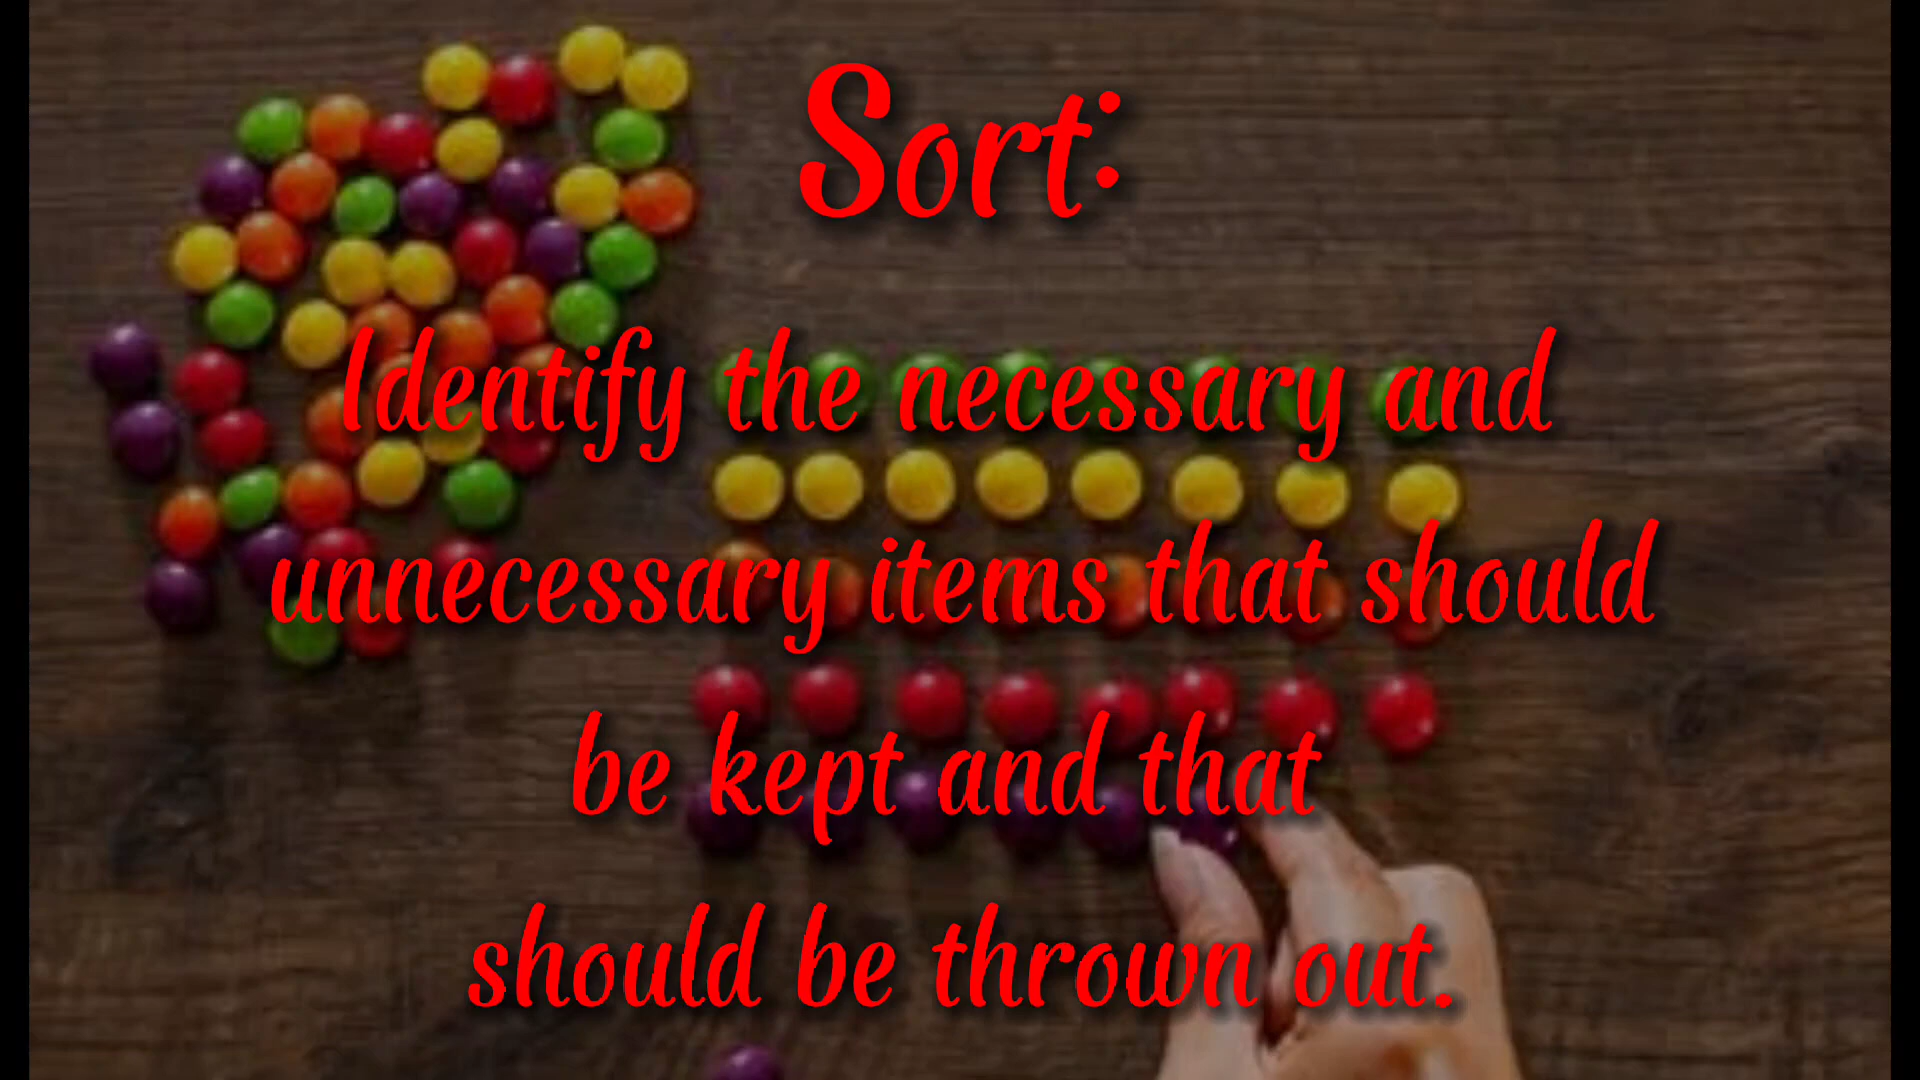 Sort:
Identify the necessary and
unnecessary items that should
be kept and that
should be thrown out.